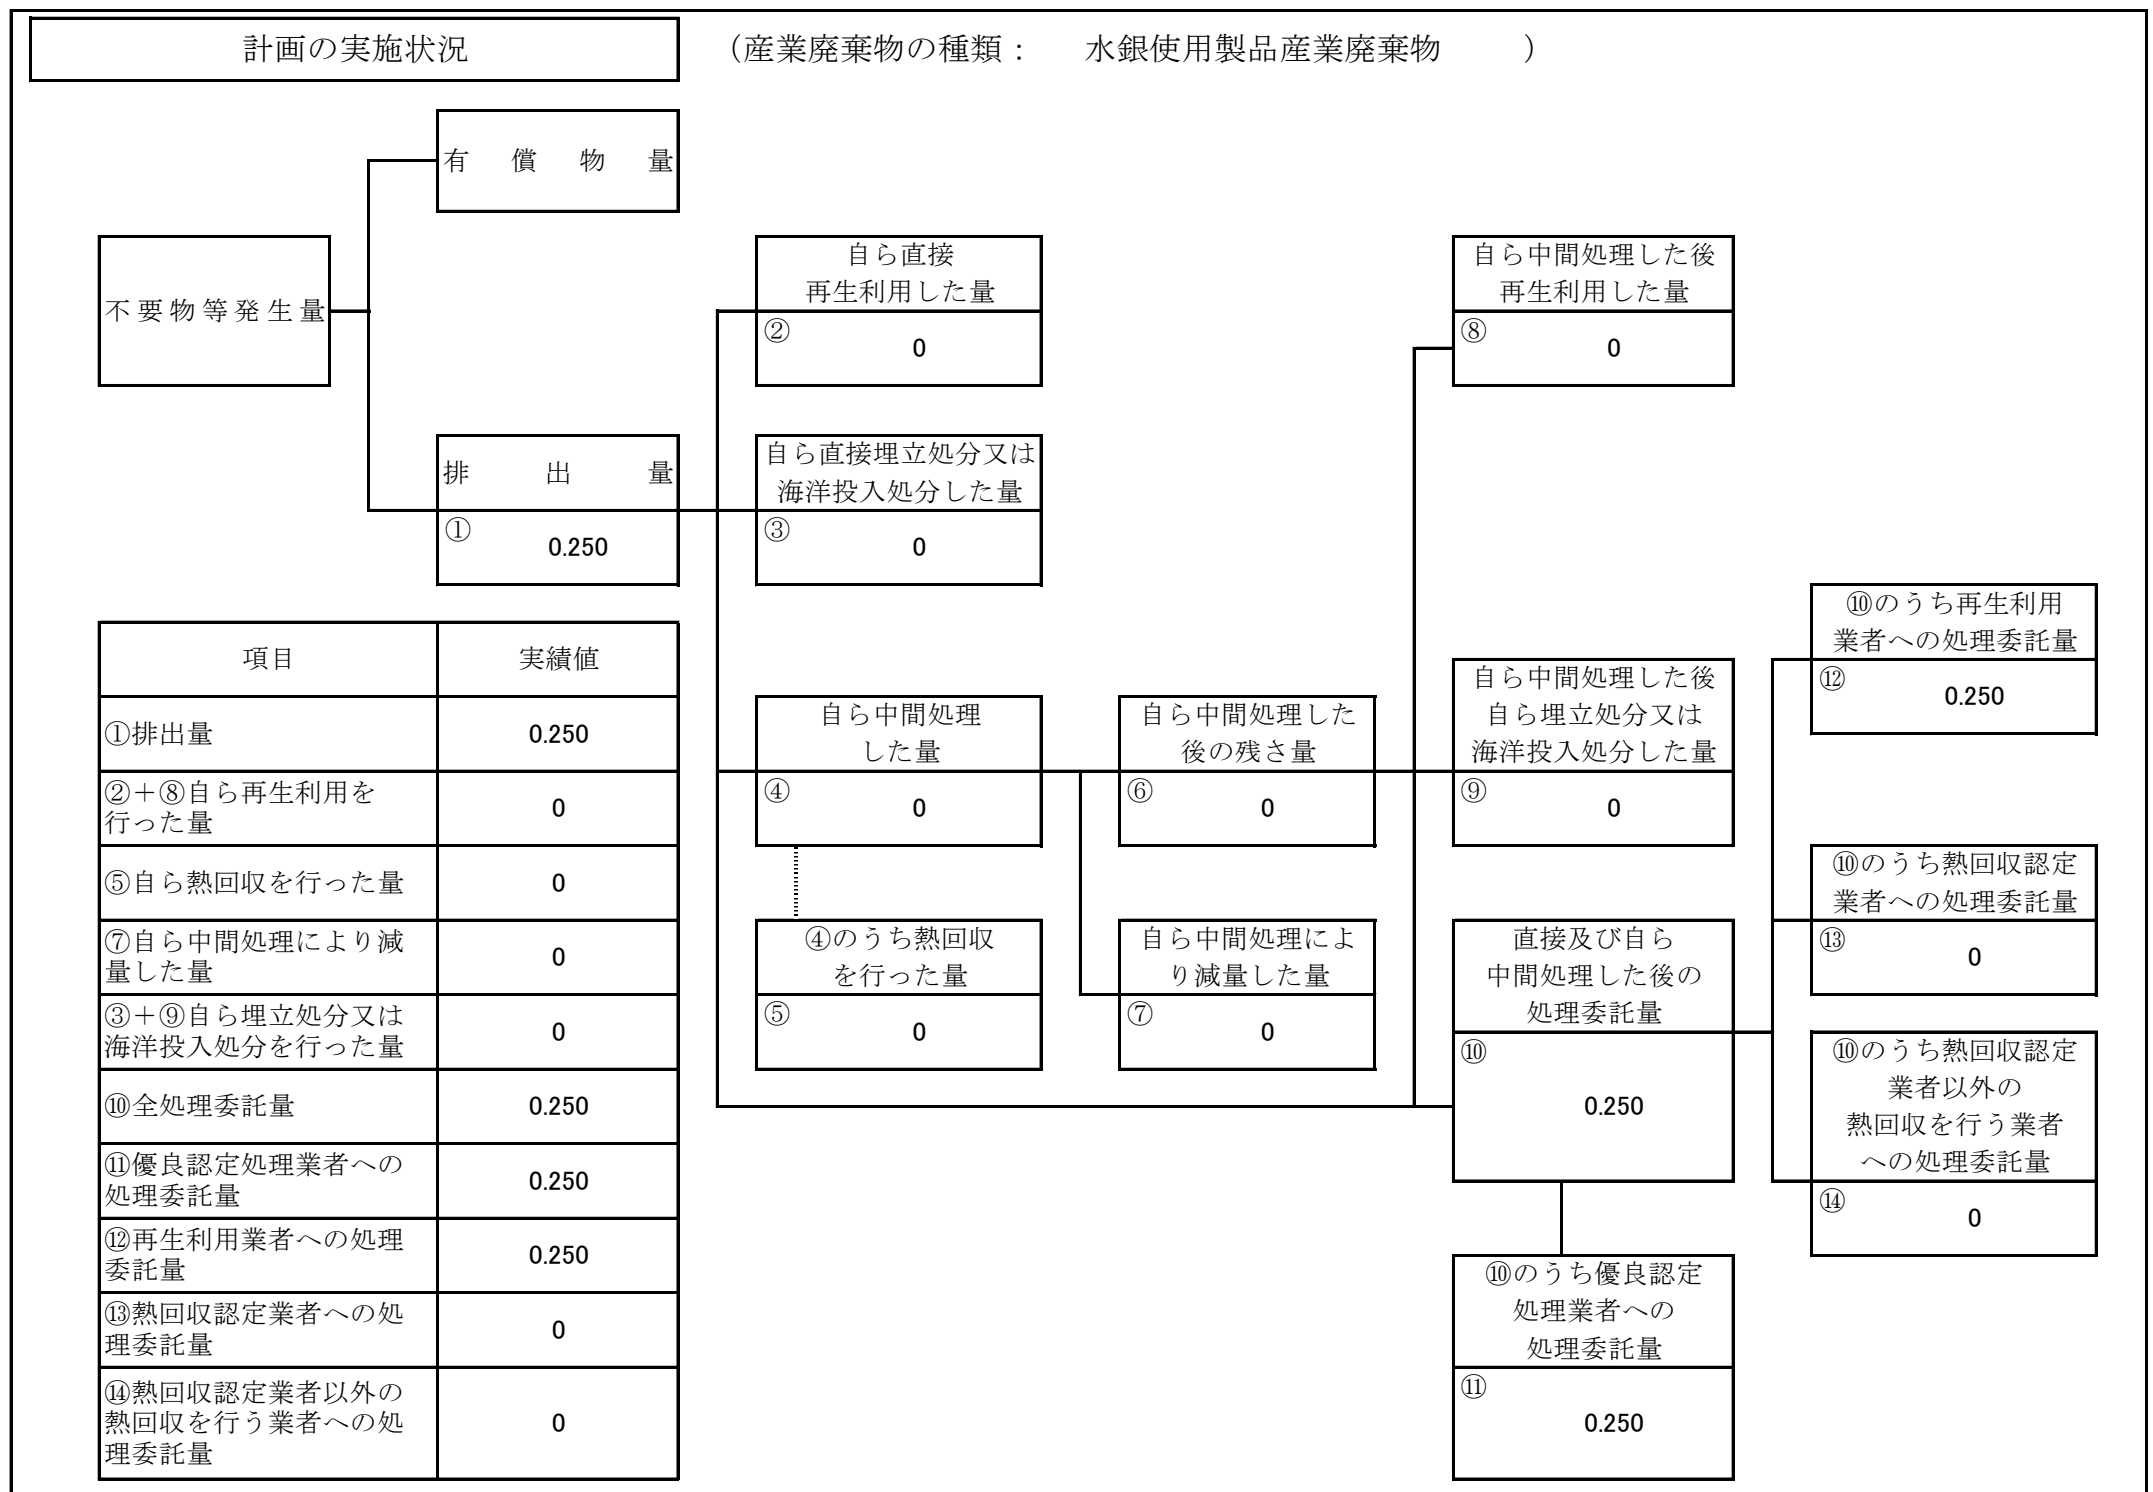 計画の実施状況
（産業廃棄物の種類： 水銀使用製品産業廃棄物 ）
有償物量
不要物等発生量
自ら直接
再生利用した量
②
0
自ら中間処理した後
再生利用した量
⑧
0
排出量
①
0.250
自ら直接埋立処分又は
海洋投入処分した量
③
0
項目 実績値
①排出量 0.250
②＋⑧自ら再生利用を
行った量
0
⑤自ら熱回収を行った量 0
⑦自ら中間処理により減
量した量
0
③＋⑨自ら埋立処分又は
海洋投入処分を行った量
0
⑩全処理委託量 0.250
⑪優良認定処理業者への
処理委託量
0.250
⑫再生利用業者への処理
委託量
0.250
⑬熱回収認定業者への処
理委託量
0
⑭熱回収認定業者以外の
熱回収を行う業者への処
理委託量
0
自ら中間処理
した量
④
0
④のうち熱回収
を行った量
⑤
0
自ら中間処理した
後の残さ量
⑥
0
自ら中間処理によ
り減量した量
⑦
0
自ら中間処理した後
自ら埋立処分又は
海洋投入処分した量
⑨
0
直接及び自ら
中間処理した後の
処理委託量
⑩
0.250
⑩のうち優良認定
処理業者への
処理委託量
⑪
0.250
⑩のうち再生利用
業者への処理委託量
⑫
0.250
⑩のうち熱回収認定
業者への処理委託量
⑬
0
⑩のうち熱回収認定
業者以外の
熱回収を行う業者
への処理委託量
⑭
0